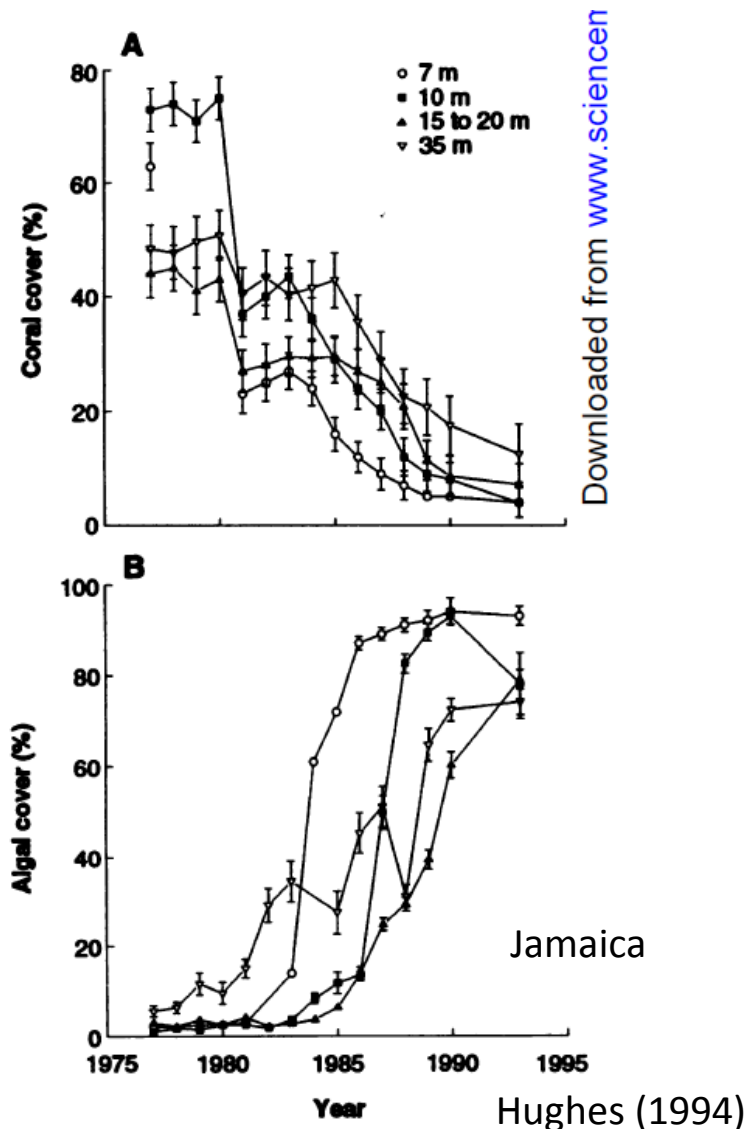 A
80
60
40
20
0
Coral cover (%)
7 m
10 m
15 to 20 m
35 m
Downloaded from www.sciencen
B
100
80
60
40
20
0
Algal cover (%)
Jamaica
1975 1980 1985 1990 1995
Year
Hughes (1994)